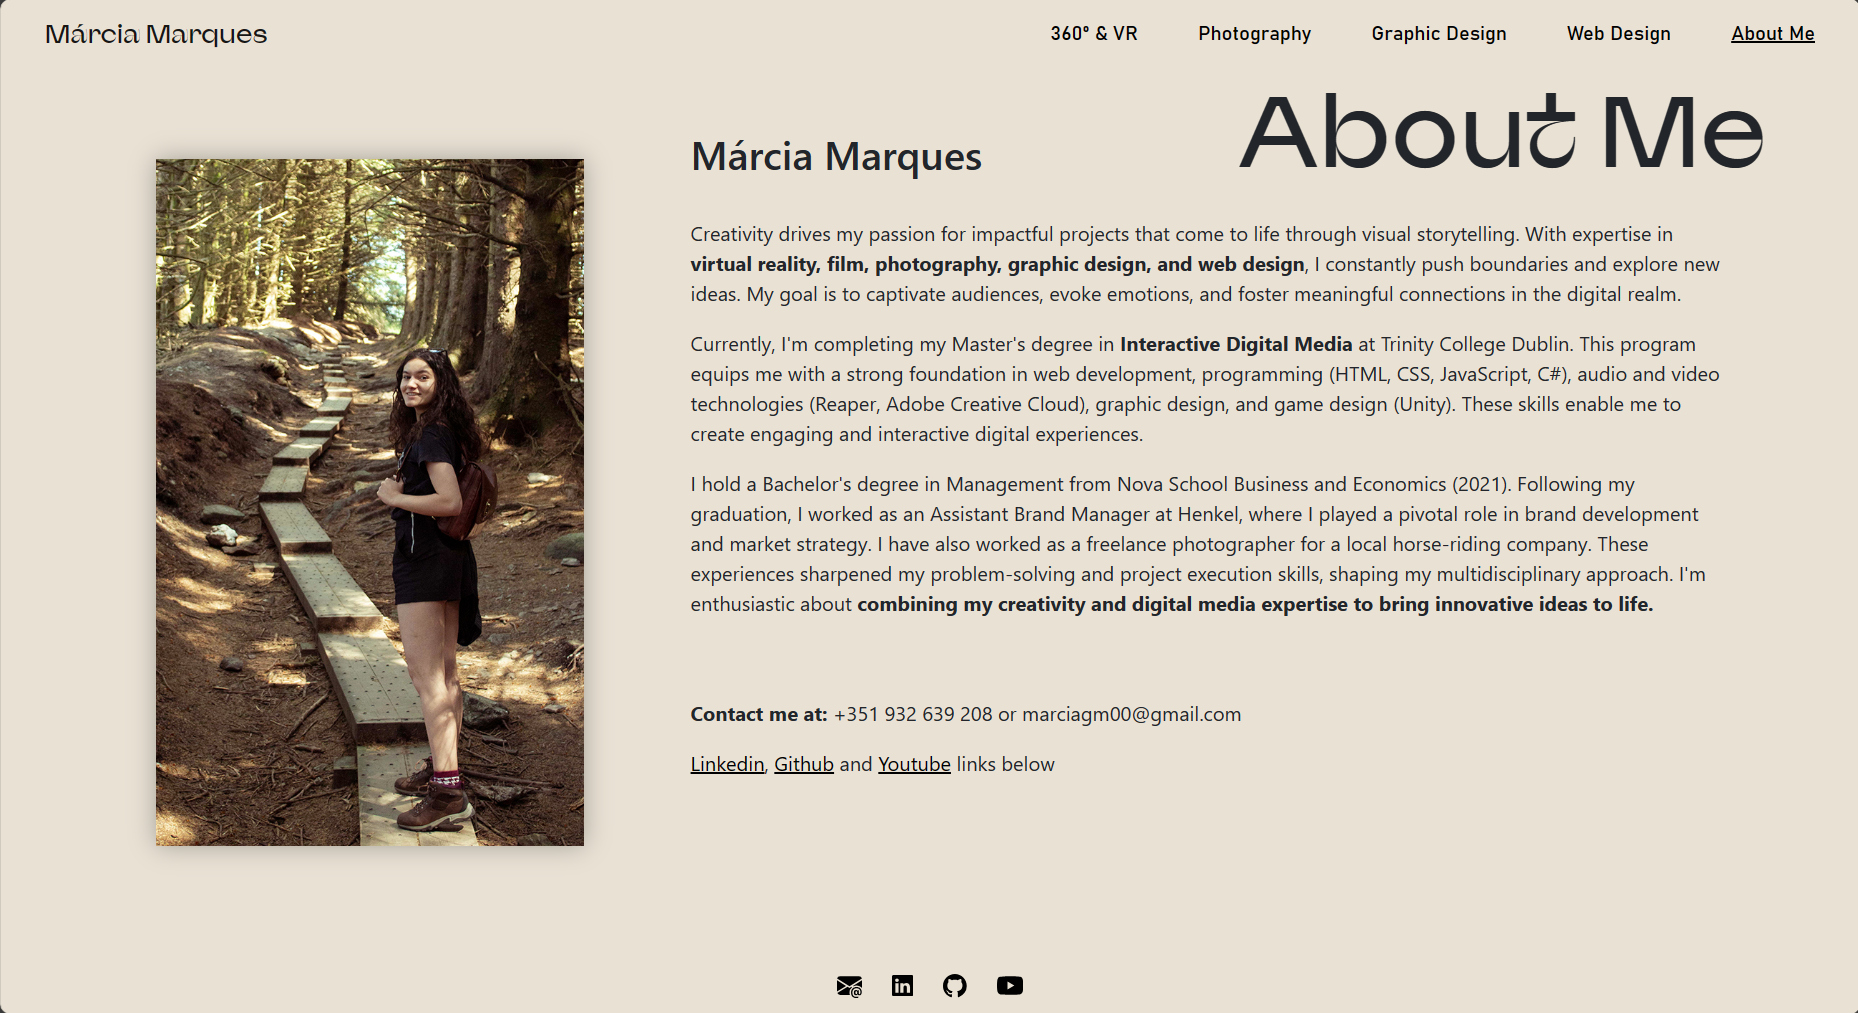 Márcia Marques
360º & VR
Photography
Graphic Design
Web Design
About Me
About Me
Márcia Marques
Creativity drives my passion for impactful projects that come to life through visual storytelling. With expertise in
virtual reality, film, photography, graphic design, and web design, I constantly push boundaries and explore new
ideas. My goal is to captivate audiences, evoke emotions, and foster meaningful connections in the digital realm.
Currently, I'm completing my Master's degree in Interactive Digital Media at Trinity College Dublin. This program
equips me with a strong foundation in web development, programming (HTML, CSS, JavaScript, C#), audio and video
technologies (Reaper, Adobe Creative Cloud), graphic design, and game design (Unity). These skills enable me to
create engaging and interactive digital experiences.
I hold a Bachelor's degree in Management from Nova School Business and Economics (2021). Following my
graduation, I worked as an Assistant Brand Manager at Henkel, where I played a pivotal role in brand development
and market strategy. I have also worked as a freelance photographer for a local horse-riding company. These
experiences sharpened my problem-solving and project execution skills, shaping my multidisciplinary approach. I'm
enthusiastic about combining my creativity and digital media expertise to bring innovative ideas to life.
Contact me at: +351 932 639 208 or marciagm00@gmail.com
Linkedin, Github and Youtube links below